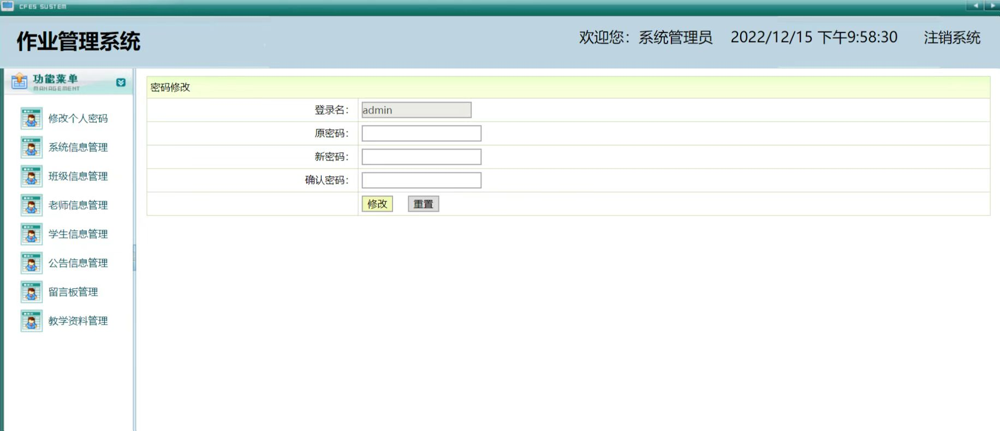 CFES SUSTEM
作业管理系统
欢迎您：系统管理员 2022/12/15 下午9:58:30 注销系统
功能菜单
MANAGEMENT
修改个人密码
系统信息管理
班级信息管理
老师信息管理
学生信息管理
公告信息管理
留言板管理
教学资料管理
密码修改
登录名： admin
原密码：
新密码：
确认密码：
修改 重置